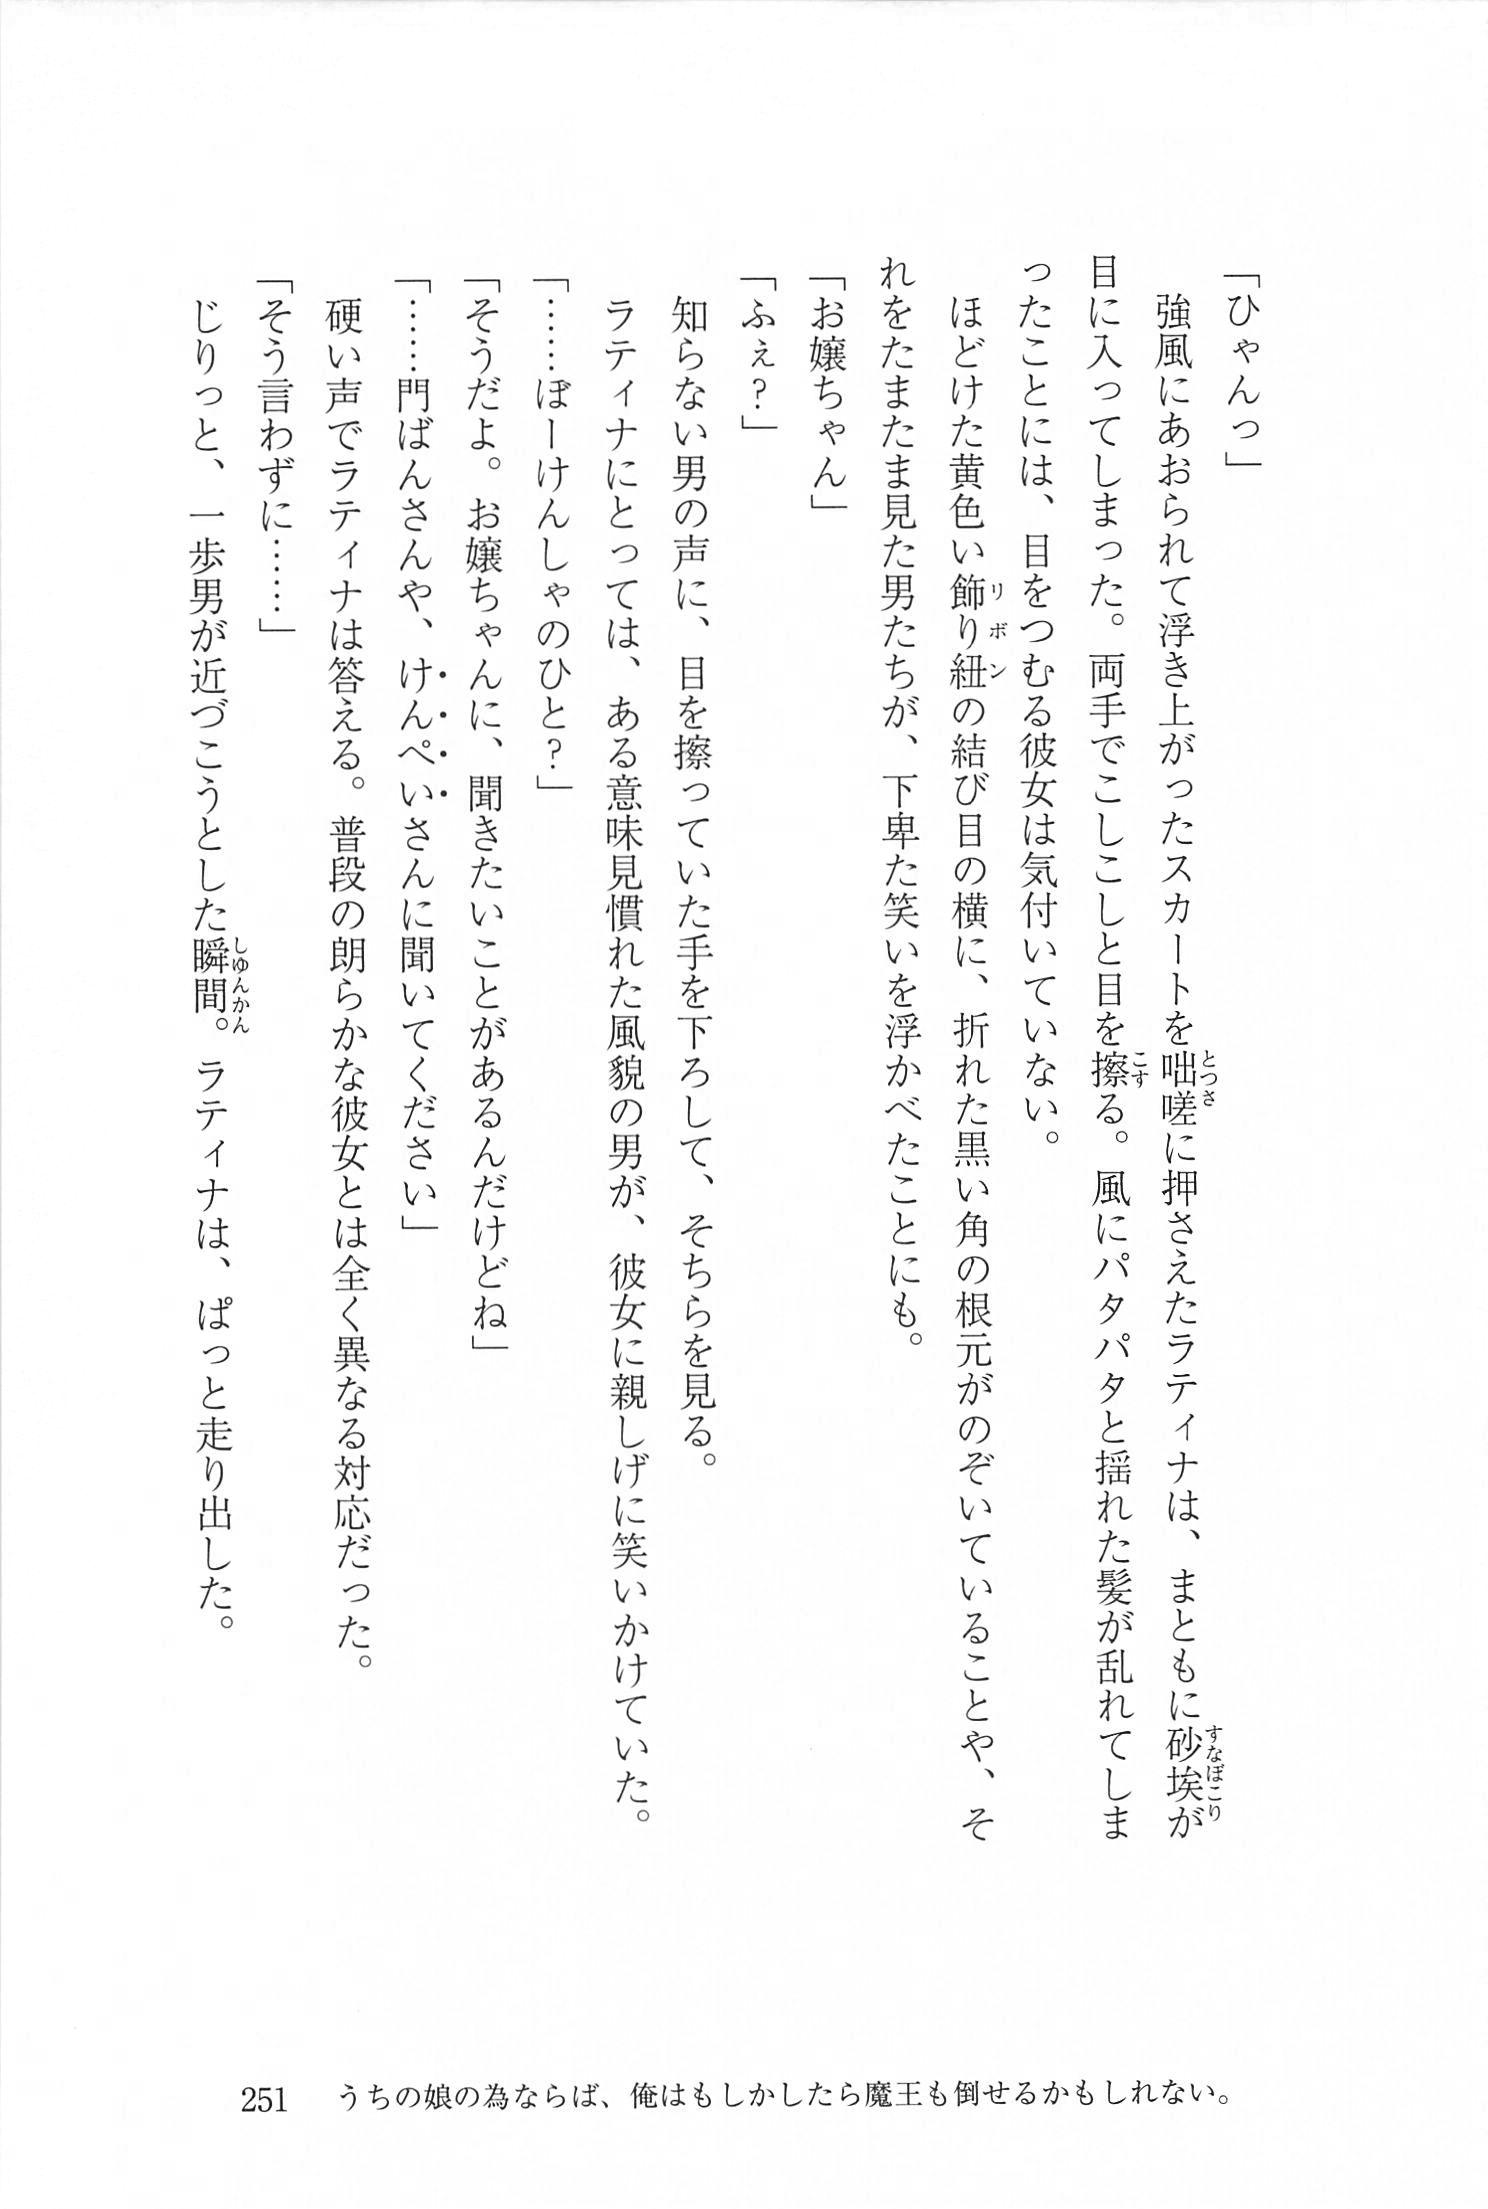 「ひゃんっ」
　強風にあおられて浮き上がったスカートを咄嗟に押さえたラティナは、まともに砂埃が
目に入ってしまった。両手でこしこしと目を擦る。風にパタパタと揺れた髪が乱れてしま
ったことには、目をつむる彼女は気付いていない。
　ほどけた黄色い飾り紐の結び目の横に、折れた黒い角の根元がのぞいていることや、そ
れをたまたま見た男たちが、下卑た笑いを浮かべたことにも。
「お嬢ちゃん」
「ふぇ？」
　知らない男の声に、目を擦っていた手を下ろして、そちらを見る。
　ラティナにとっては、ある意味見慣れた風貌の男が、彼女に親しげに笑いかけていた。
「……ぼーけんしゃのひと？」
「そうだよ。お嬢ちゃんに、聞きたいことがあるんだけどね」
「……門ばんさんや、けんぺいさんに聞いてください」
　硬い声でラティナは答える。普段の朗らかな彼女とは全く異なる対応だった。
「そう言わずに……」
　じりっと、一歩男が近づこうとした瞬間。ラティナは、ぱっと走り出した。
251　うちの娘の為ならば、俺はもしかしたら魔王も倒せるかもしれない。